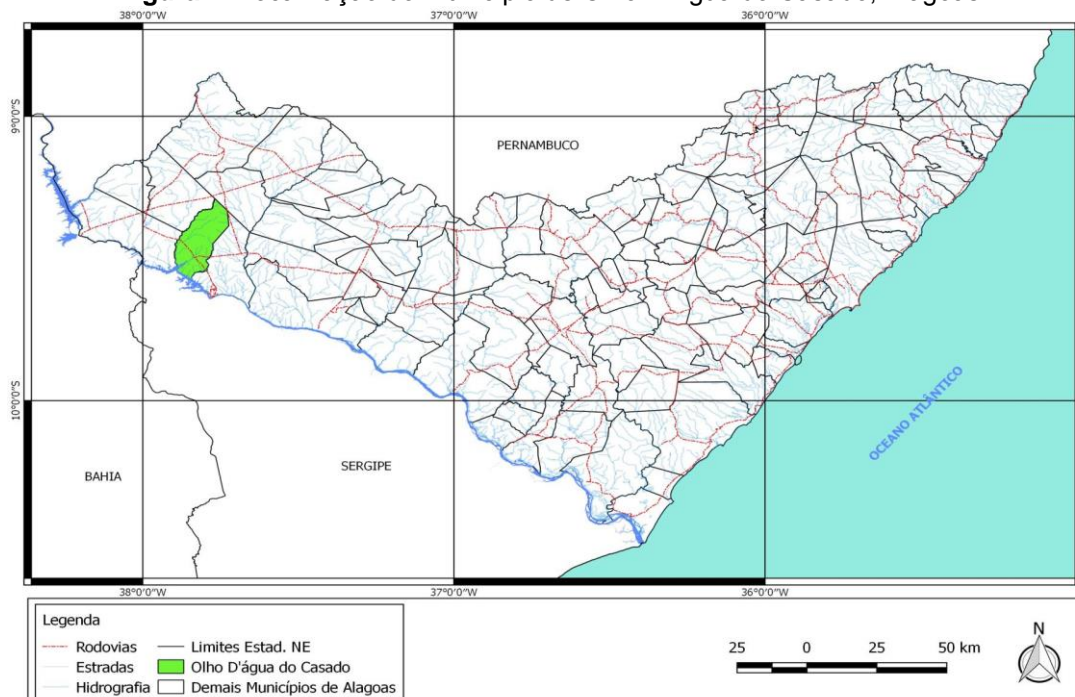 38°0'0"W 37°0'0"W 36°0'0"W
9°0'0"S
PERNAMBUCO
10°0'0"S
OCEANO ATLÂNTICO
BAHIA
SERGIPE
38°0'0"W 37°0'0"W 36°0'0"W
Legenda
Rodovias
Estradas
Hidrografia
Limites Estad. NE
Olho D'água do Casado
Demais Municípios de Alagoas
25 0 25 50 km
N